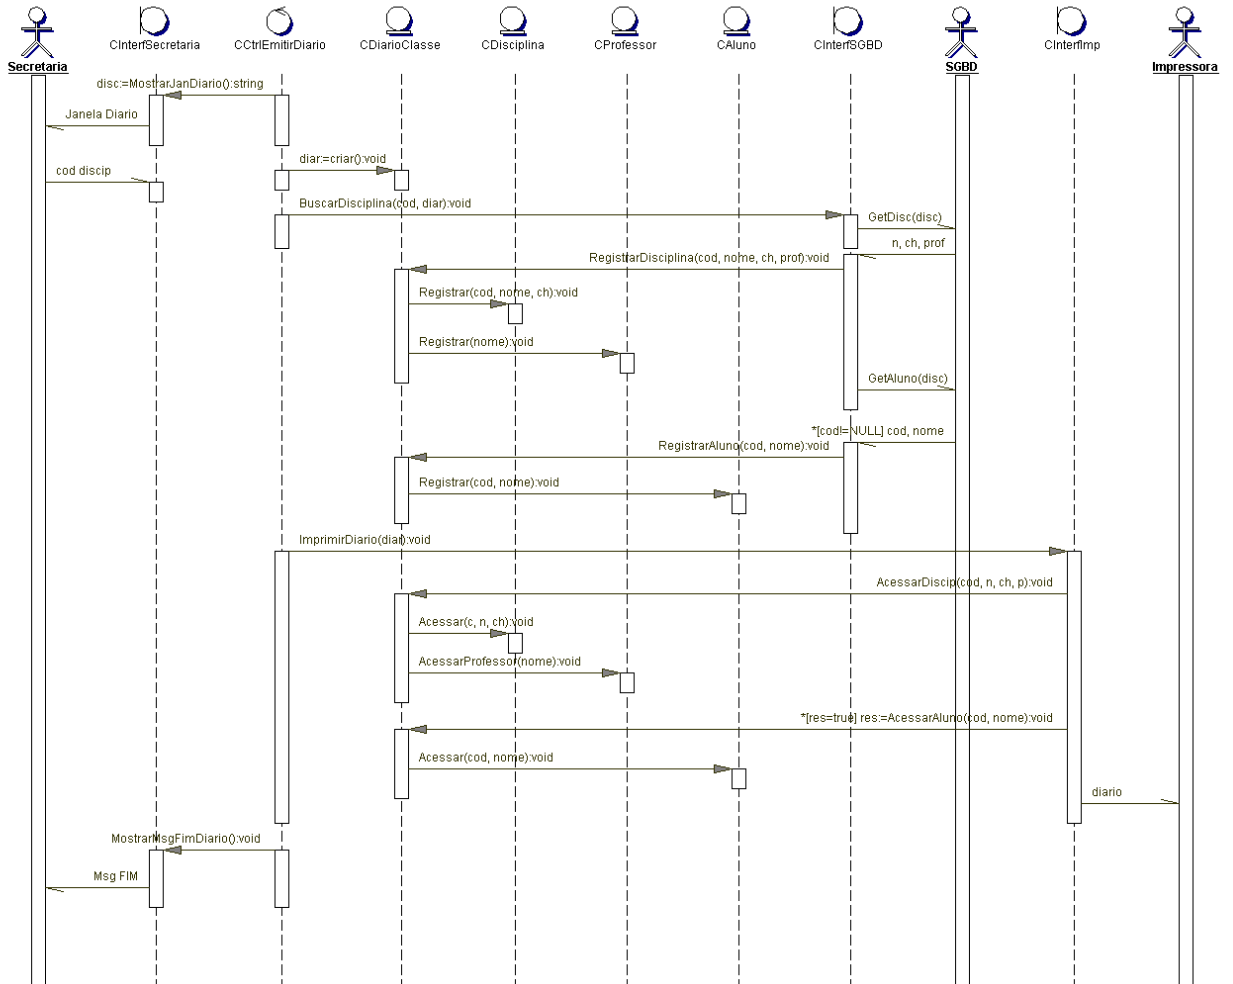 CInterfSecretaria
CCtrlEmitirDiario
CDiarioClasse
CDisciplina
CProfessor
CAluno
CInterfSGBD
CInterfImp
Secretaria
SGBD
Impressora
disc:=MostrarJanDiario():string
Janela Diario
diar:=criar():void
cod discip
BuscarDisciplina(cod, diar):void
GetDisc(disc)
n, ch, prof
RegistrarDisciplina(cod, nome, ch, prof):void
Registrar(cod, nome, ch):void
Registrar(nome):void
GetAluno(disc)
*[cod!=NULL] cod, nome
RegistrarAluno(cod, nome):void
Registrar(cod, nome):void
ImprimirDiario(diar):void
AcessarDiscip(cod, n, ch, p):void
Acessar(c, n, ch):void
AcessarProfessor(nome):void
*[res=true] res:=AcessarAluno(cod, nome):void
Acessar(cod, nome):void
diario
MostrarMsgFimDiario():void
Msg FIM